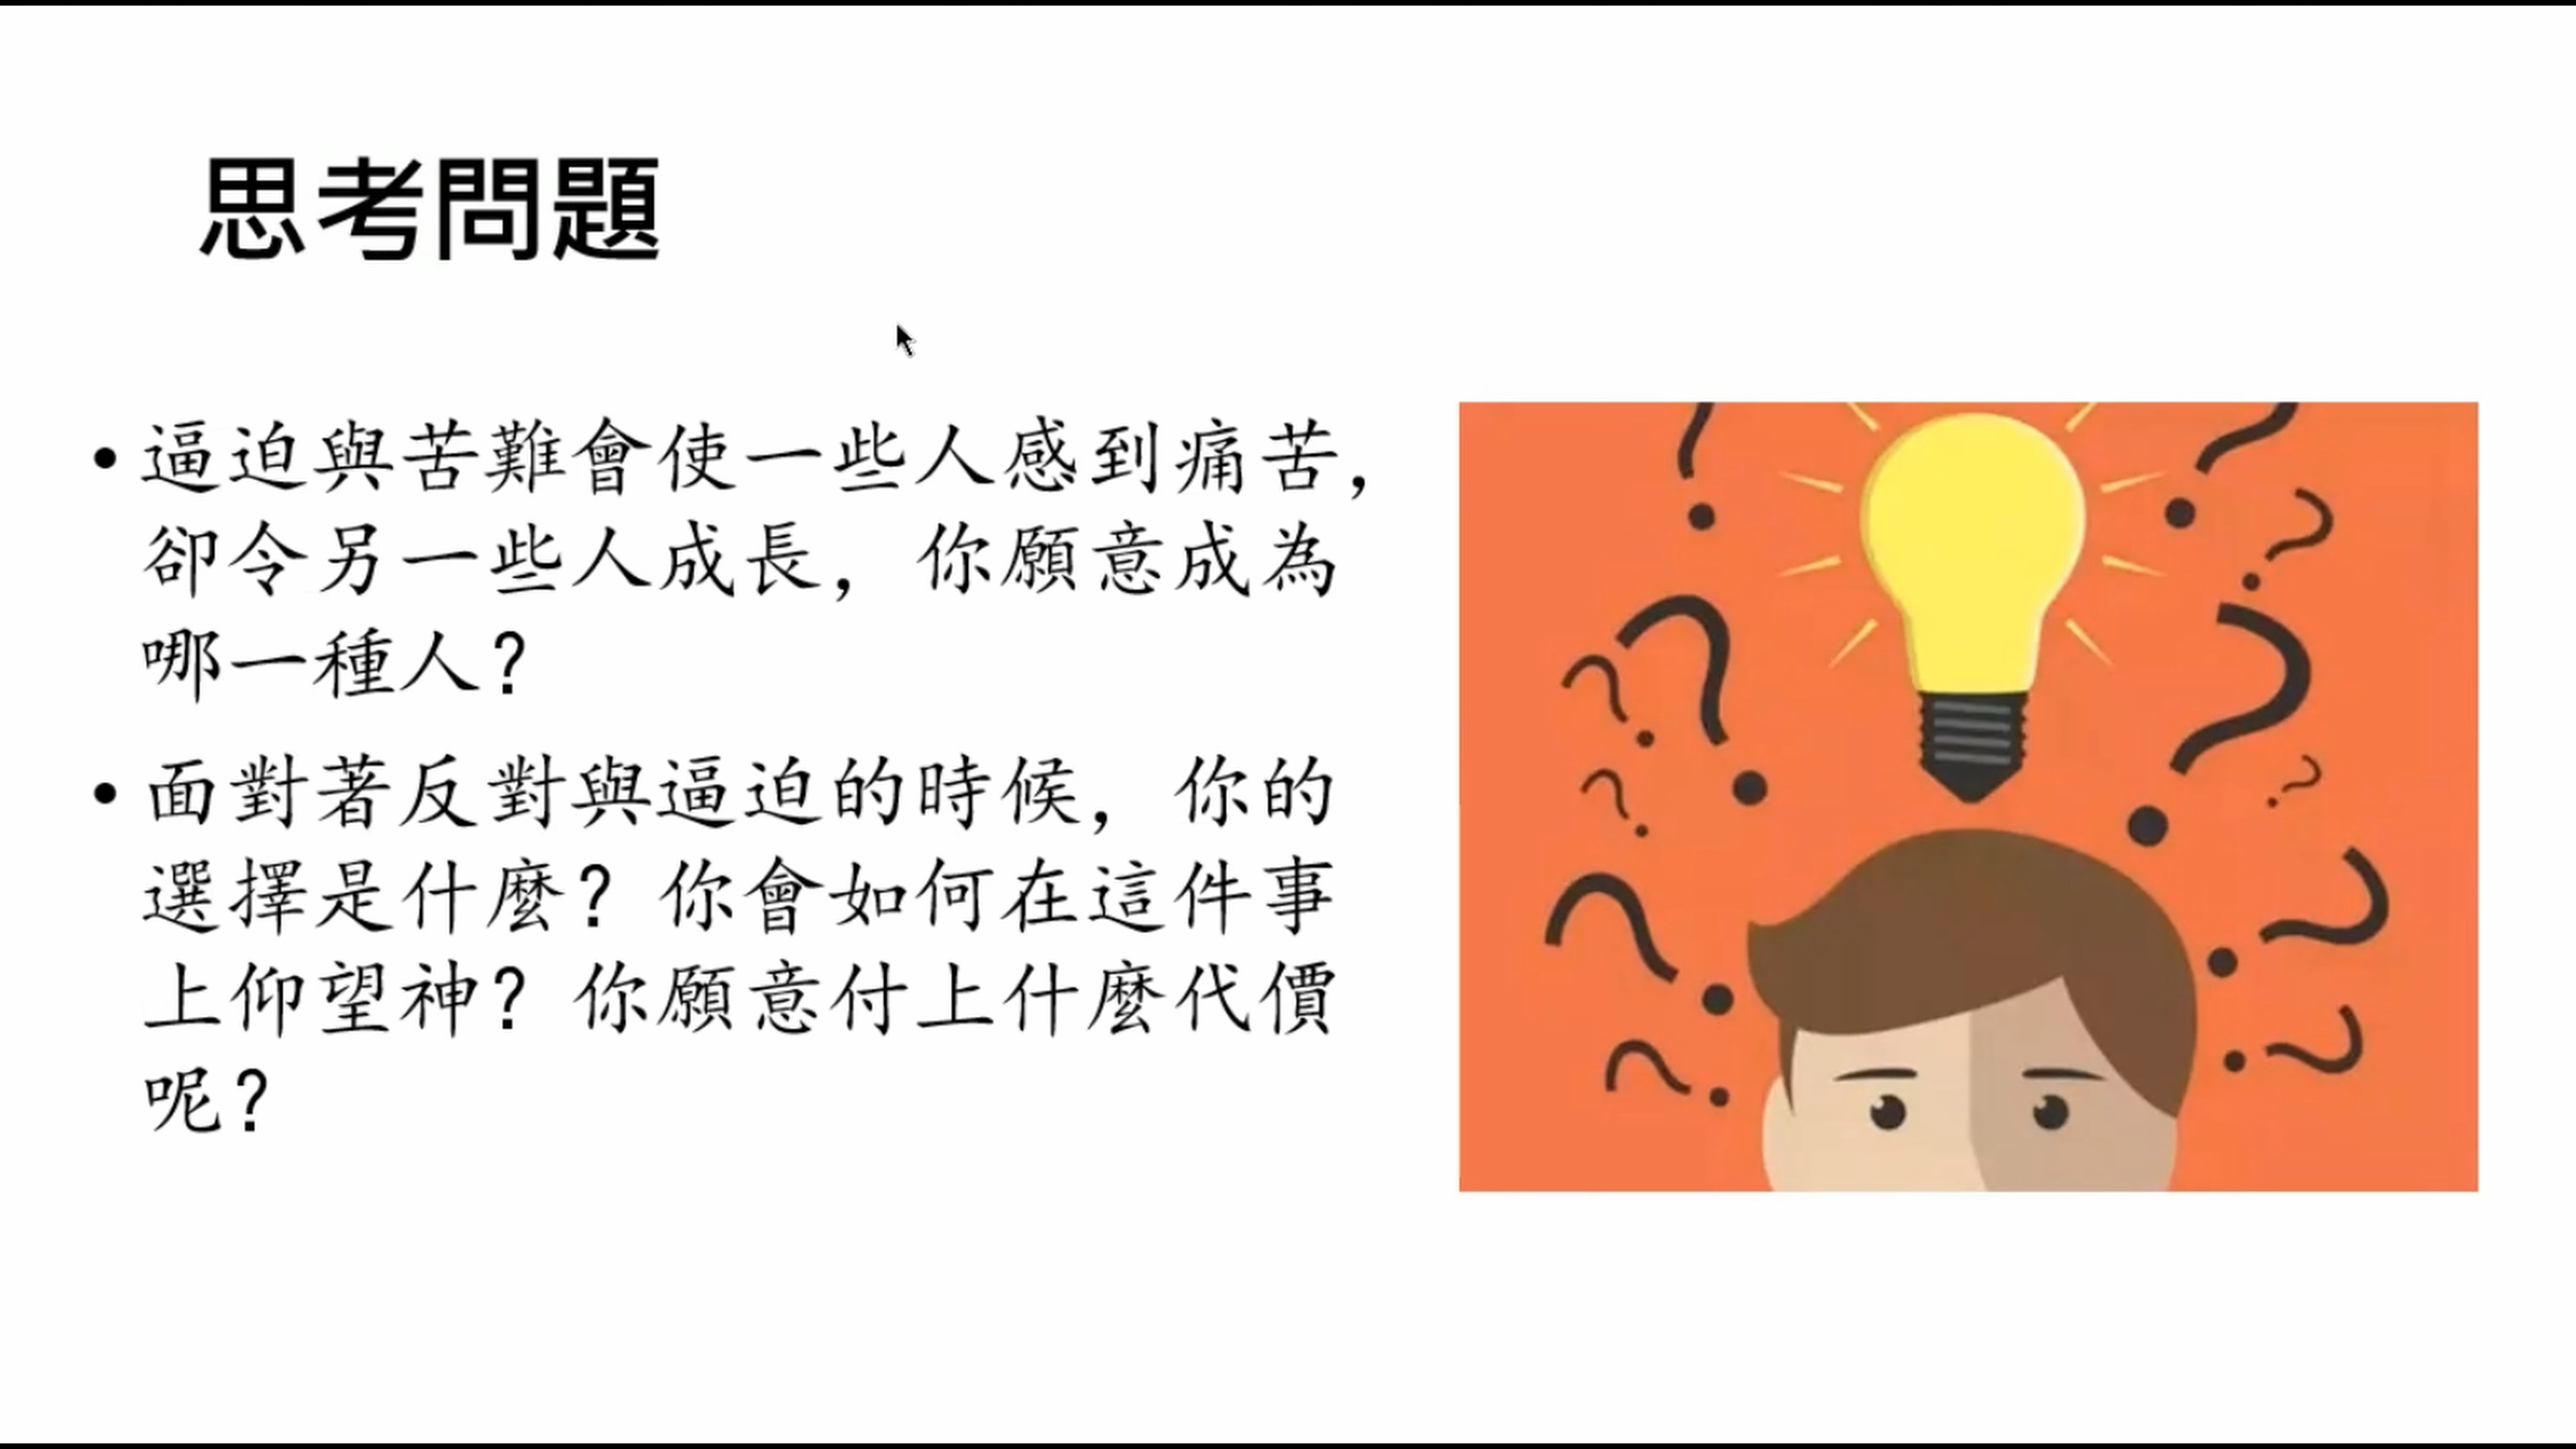 思考問題
• 逼迫與苦難會使一些人感到痛苦，
卻令另一些人成長，你願意成為
哪一種人？
• 面對著反對與逼迫的時候，你的
選擇是什麼？你會如何在這件事
上仰望神？你願意付上什麼代價
呢？